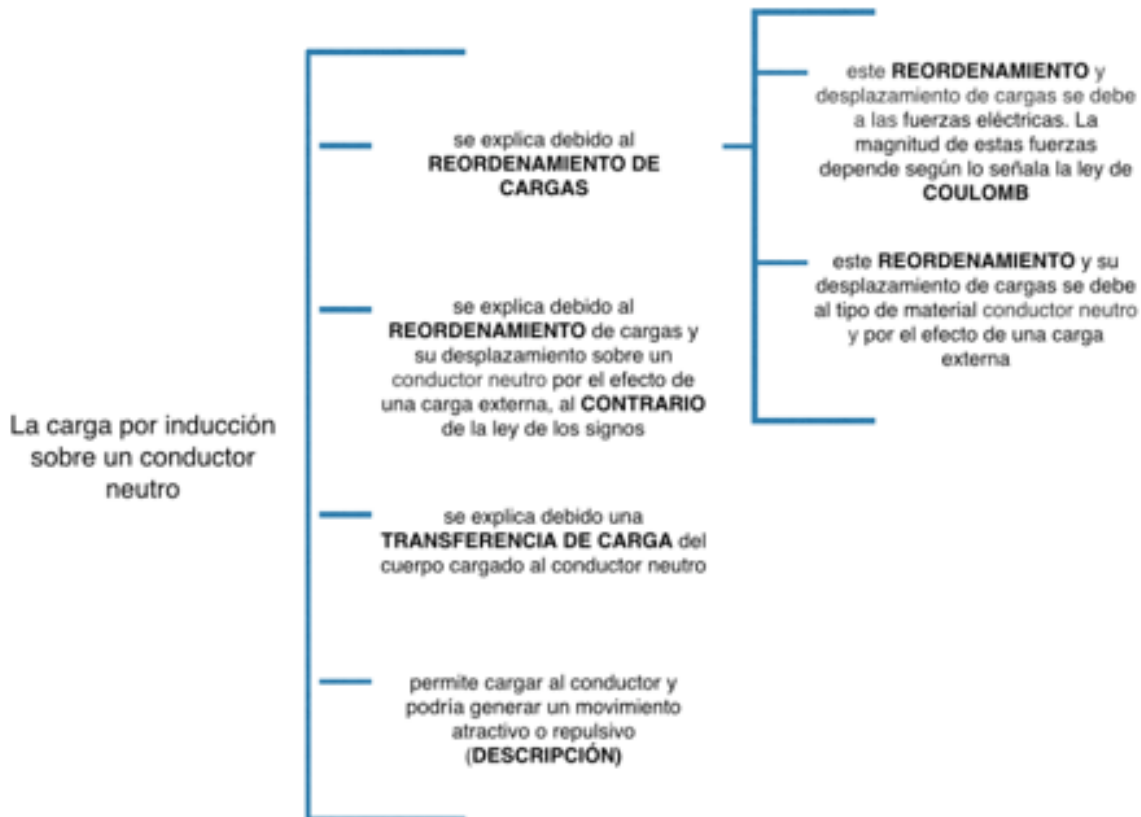 La carga por inducción
sobre un conductor
neutro
se explica debido al
REORDENAMIENTO DE
CARGAS
se explica debido al
REORDENAMIENTO de cargas y
su desplazamiento sobre un
conductor neutro por el efecto de
una carga externa, al CONTRARIO
de la ley de los signos
se explica debido una
TRANSFERENCIA DE CARGA del
cuerpo cargado al conductor neutro
permite cargar al conductor y
podría generar un movimiento
atractivo o repulsivo
(DESCRIPCIÓN)
este REORDENAMIENTO y
desplazamiento de cargas se debe
a las fuerzas eléctricas. La
magnitud de estas fuerzas
depende según lo señala la ley de
COULOMB
este REORDENAMIENTO y su
desplazamiento de cargas se debe
al tipo de material conductor neutro
y por el efecto de una carga
externa